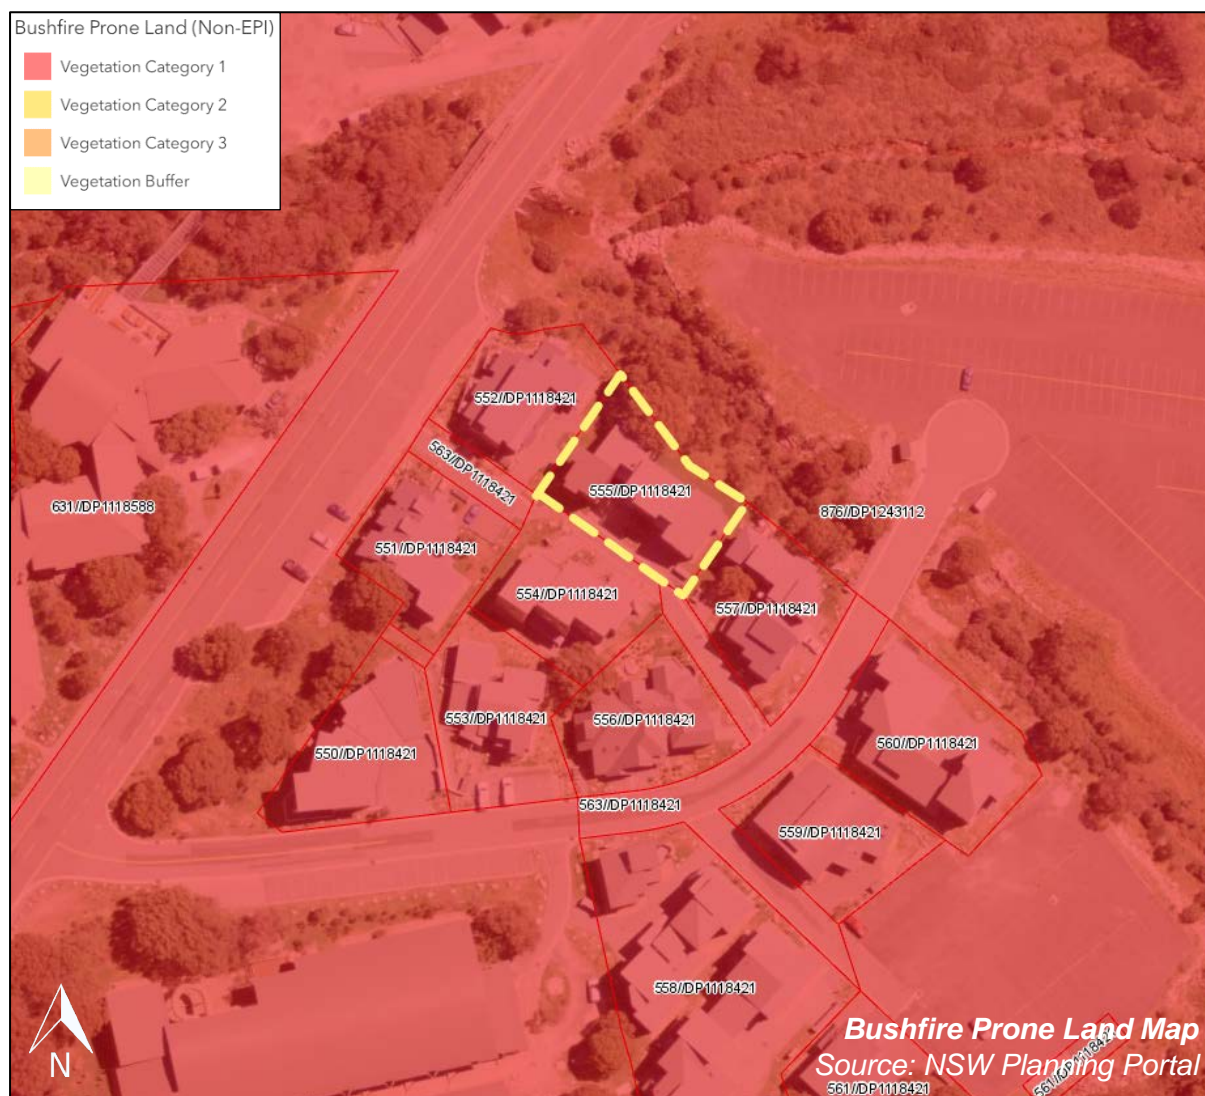 Bushfire Prone Land (Non-EPI)
Vegetation Category 1
Vegetation Category 2
Vegetation Category 3
Vegetation Buffer
552//DP1118421
563//DP1118421
555//DP1118421
631//DP1118588
876//DP1243112
551//DP1118421
554//DP1118421
557//DP1118421
553//DP1118421
556//DP1118421
550//DP1118421
560//DP1118421
563//DP1118421
559//DP1118421
558//DP1118421
Bushfire Prone Land Map
Source: NSW Planning Portal
561//DP1118421
561//DP1118421
N